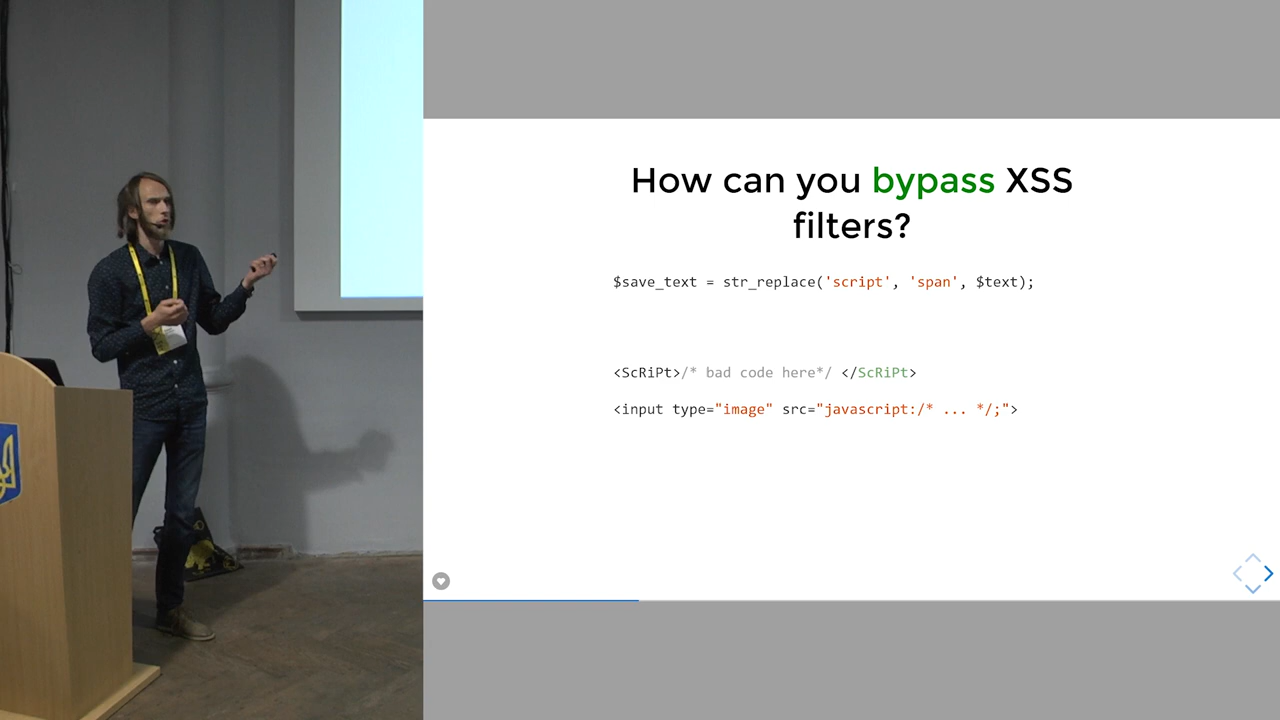 How can you bypass XSS
filters?
$save_text = str_replace('script', 'span', $text);
<ScRiPt>/* bad code here*/ </ScRiPt>
<input type="image" src="javascript:/* ... */;">